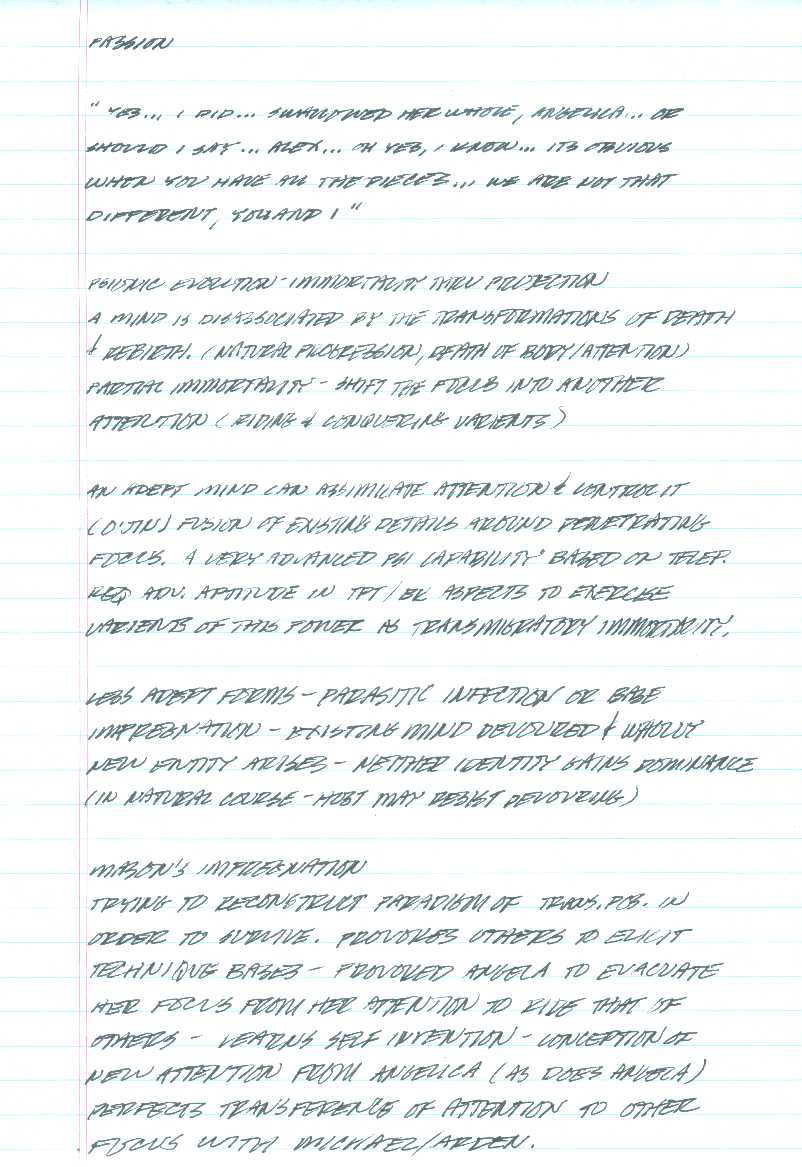 PASSION
" YES... I DID... SWALLOWED HER WHOLE, ANGELICA... OR
SHOULD I SAY... ALEX... OH YES, I KNOW... ITS OBVIOUS
WHEN YOU HAVE ALL THE PIECES... WE ARE NOT THAT
DIFFERENT, YOU AND I "
PSIONIC EVOLUTION - IMMORTALITY THRU PROJECTION
A MIND IS DISASSOCIATED BY THE TRANSFORMATIONS OF DEATH
& REBIRTH. (NATURAL PROGRESSION, DEATH OF BODY/ATTENTION)
PARTIAL IMMORTALITY - SHIFT THE FOCUS INTO ANOTHER
ATTENTION (RIDING & CONQUERING VARIENTS)
AN ADEPT MIND CAN ASSIMILATE ATTENTION & CONTROL IT
(O'JIN) FUSION OF EXISTING DETAILS AROUND PENETRATING
FOCUS. A VERY ADVANCED PSI CAPABILITY BASED ON TELEP.
REQ ADV. APTITUDE IN TPT/EK ASPECTS TO EXERCISE
VARIENTS OF THIS POWER AS TRANSMIGRATORY IMMORTALITY.
LESS ADEPT FORMS - PARASITIC INFECTION OR BASE
IMPREGNATION - EXISTING MIND DEVOURED & WHOLLY
NEW ENTITY ARISES - NEITHER IDENTITY GAINS DOMINANCE
(IN NATURAL COURSE - HOST MAY RESIST DEVOURING)
MASON'S IMPREGNATION
TRYING TO RECONSTRUCT PARADIGM OF TRANS. POS. IN
ORDER TO SURVIVE. PROVOKES OTHERS TO ELICIT
TECHNIQUE BASES - PROVOKED ANGELA TO EVACUATE
HER FOCUS FROM HER ATTENTION TO RIDE THAT OF
OTHERS - LEARNS SELF INVENTION - CONCEPTION OF
NEW ATTENTION FROM ANGELICA (AS DOES ANGELA)
PERFECTS TRANSFERENCE OF ATTENTION TO OTHER
FOCUS WITH MICHAEL/ARDEN.